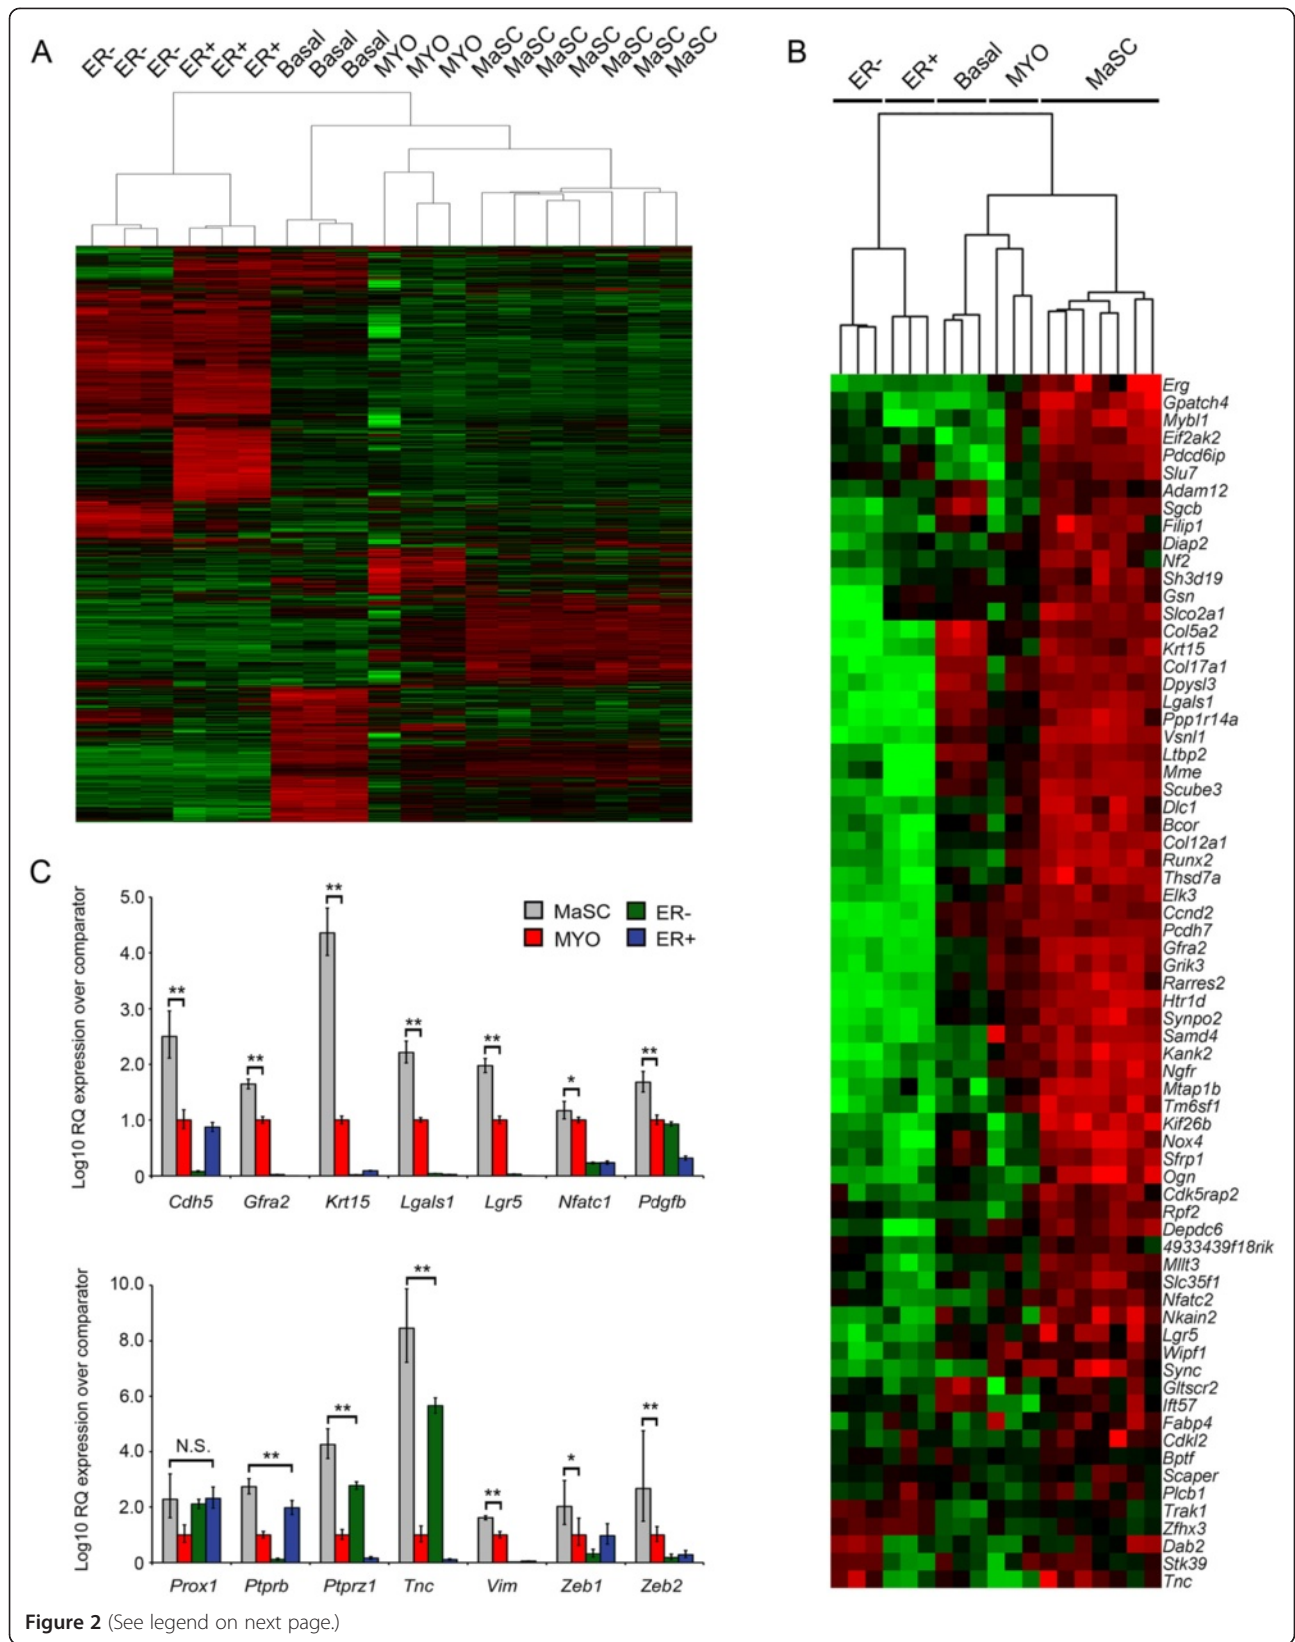 A
ER- ER- ER- ER+ ER+ ER+ Basal Basal Basal MYO MYO MYO MaSC MaSC MaSC MaSC MaSC MaSC MaSC
B
ER- ER+ Basal MYO MaSC
Erg
Gpatch4
Mybl1
Eif2ak2
Pdcd6ip
Slu7
Adam12
Sgcb
Filip1
Diap2
Nf2
Sh3d19
Gsn
Slco2a1
Col5a2
Krt15
Col17a1
Dpysl3
Lgals1
Ppp1r14a
Vsnl1
Ltbp2
Mme
Scube3
Dlc1
Bcor
Col12a1
Runx2
Thsd7a
Elk3
Ccnd2
Pcdh7
Gfra2
Grik3
Rarres2
Htr1d
Synpo2
Samd4
Kank2
Ngfr
Mtap1b
Tm6sf1
Kif26b
Nox4
Sfrp1
Ogn
Cdk5rap2
Rpf2
Depdc6
4933439f18rik
Mllt3
Slc35f1
Nfatc2
Nkain2
Lgr5
Wipf1
Sync
Gltscr2
Ift57
Fabp4
Cdkl2
Bptf
Scaper
Plcb1
Trak1
Zfhx3
Dab2
Stk39
Tnc
C
Log10 RQ expression over comparator
5.0
4.0
3.0
2.0
1.0
0
MaSC ER-
MYO ER+
** ** ** ** ** * **
Cdh5 Gfra2 Krt15 Lgals1 Lgr5 Nfatc1 Pdgfb
Log10 RQ expression over comparator
10.0
8.0
6.0
4.0
2.0
0
N.S. ** ** ** ** * **
Prox1 Ptprb Ptprz1 Tnc Vim Zeb1 Zeb2
Figure 2 (See legend on next page.)